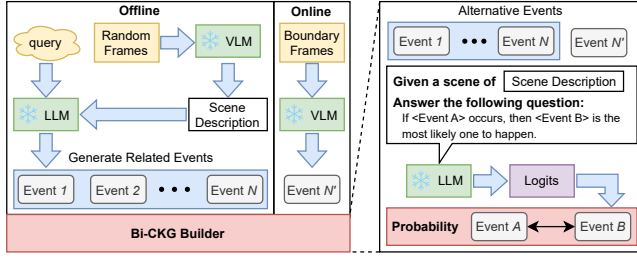 Offline
Online
query
Random
Frames
VLM
Boundary
Frames
LLM
Scene
Description
VLM
Generate Related Events
Event 1
Event 2
• • •
Event N
Event N'
Bi-CKG Builder
Alternative Events
Event 1
• • •
Event N
Event N'
Given a scene of Scene Description
Answer the following question:
If <Event A> occurs, then <Event B> is the
most likely one to happen.
LLM
Logits
Probability
Event A
Event B